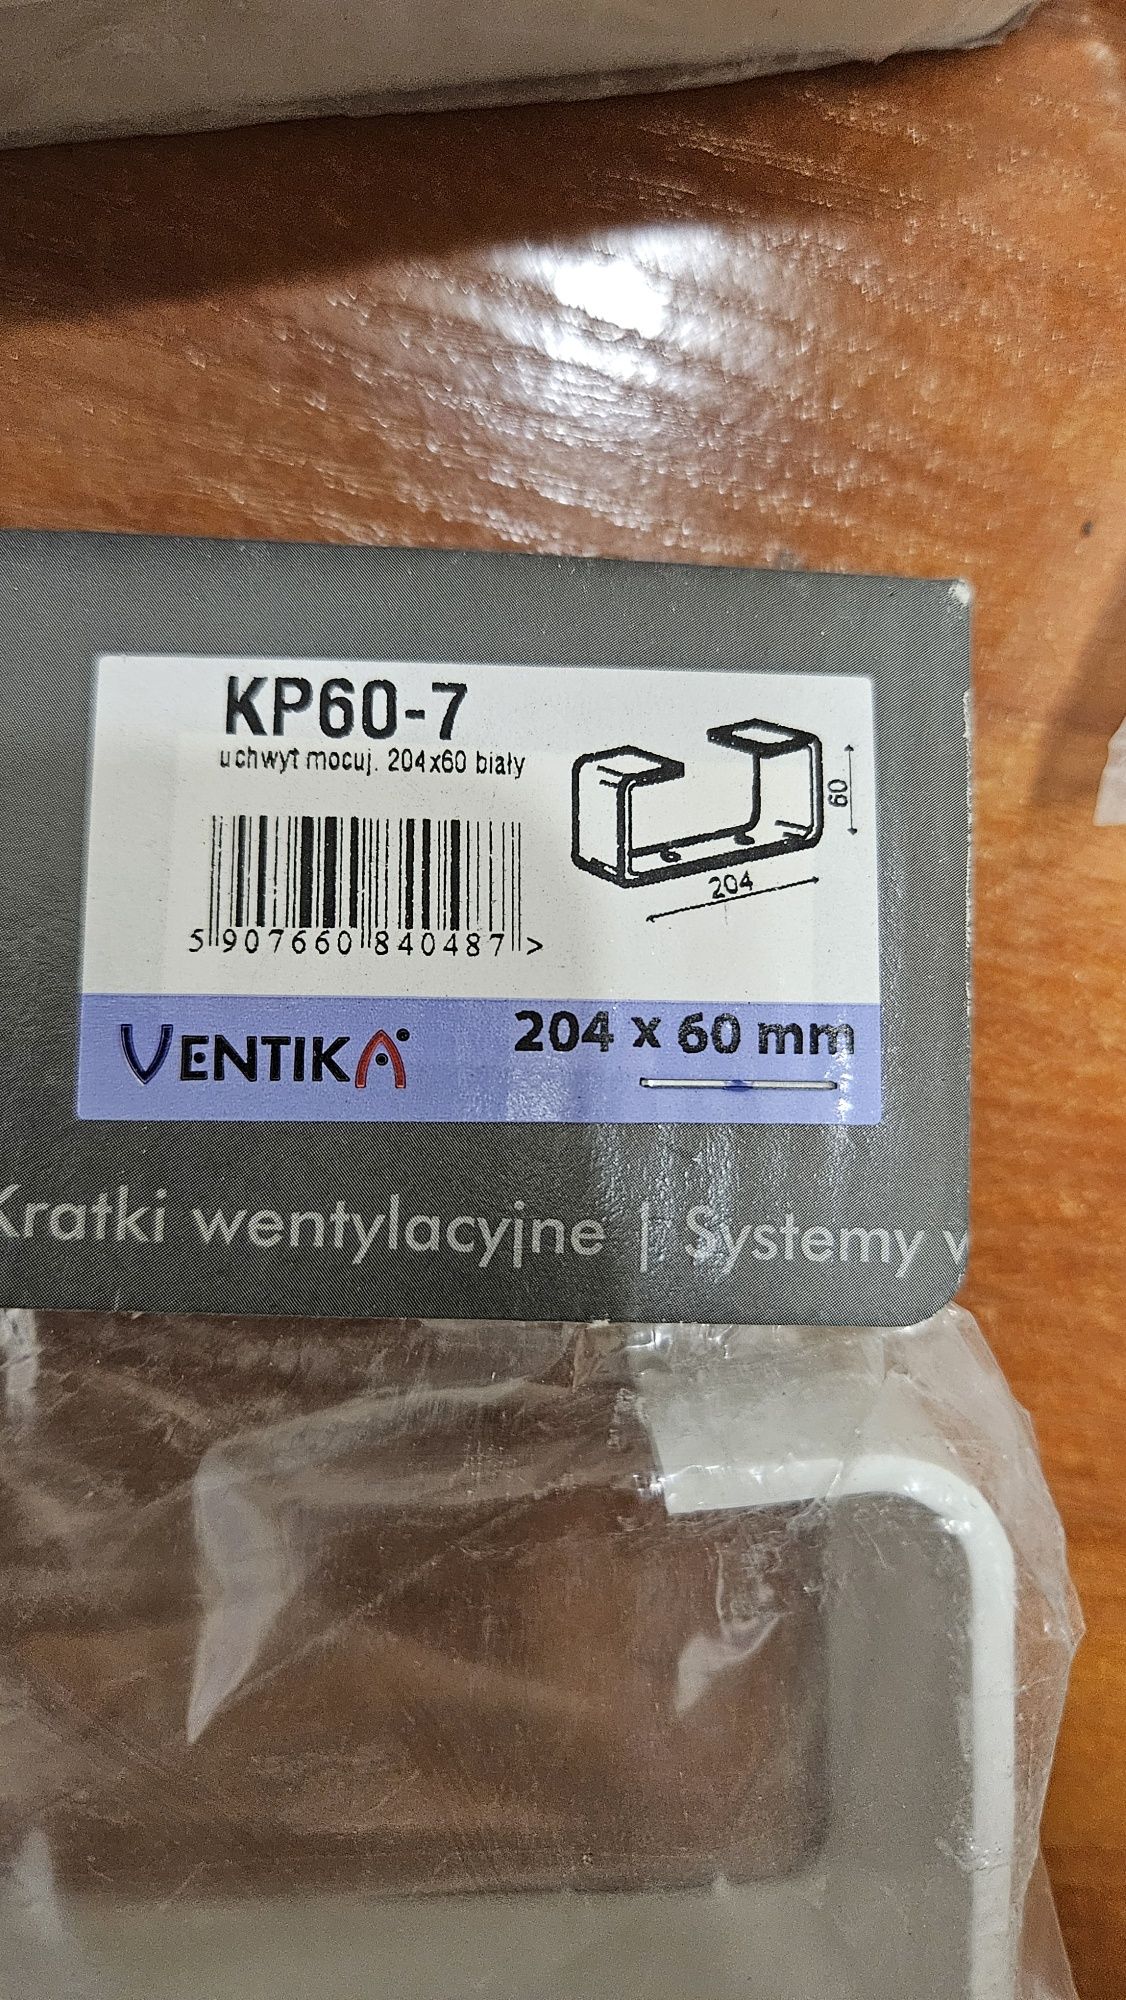 KP60-7
uchwyt mocuj. 204x60 biały
60
204
5 907660 840487 >
VENTIKA
204 x 60 mm
Kratki wentylacyjne | Systemy w